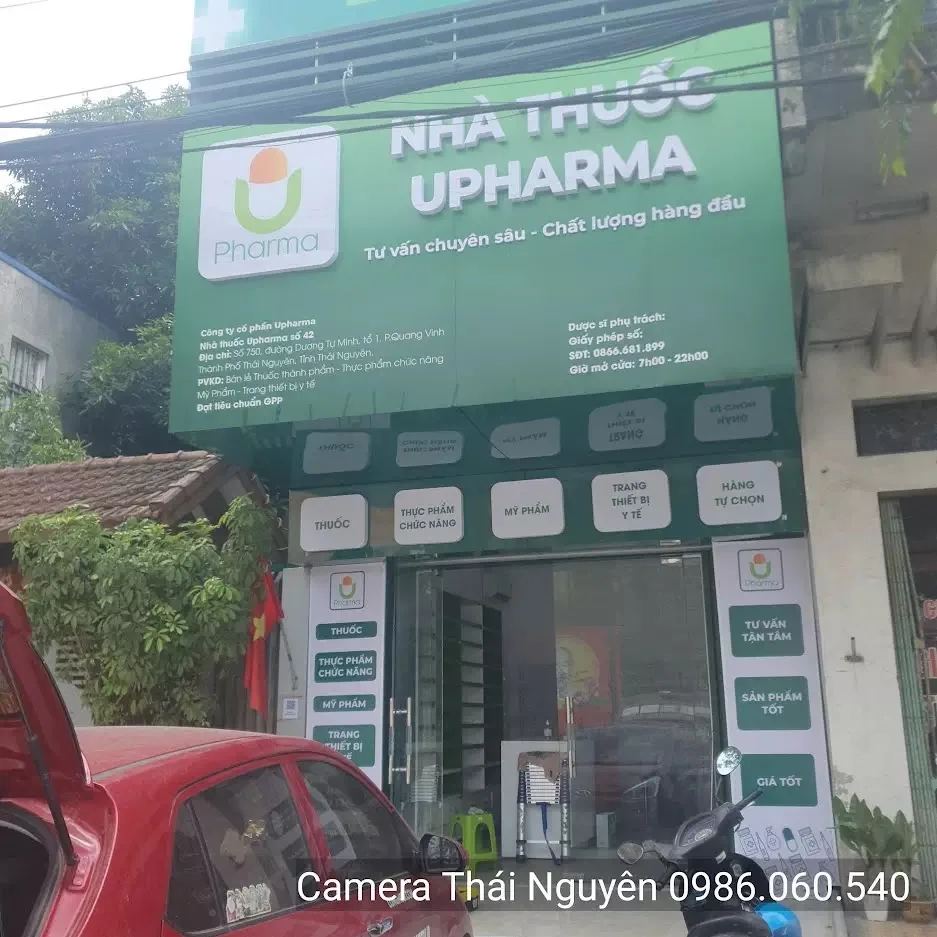 NHÀ THUỐC
UPHARMA
Pharma
Tư vấn chuyên sâu - Chất lượng hàng đầu
Công ty cổ phần Upharma
Nhà thuốc Upharma số 42
Địa chỉ: Số 750, đường Dương Tự Minh, tổ 1, P.Quang Vinh
Thành Phố Thái Nguyên, Tỉnh Thái Nguyên.
PVKD: Bán lẻ Thuốc thành phẩm - Thực phẩm chức năng
Mỹ Phẩm - Trang thiết bị y tế
Đạt tiêu chuẩn GPP
Dược sĩ phụ trách:
Giấy phép số:
SĐT: 0866.681.899
Giờ mở cửa: 7h00 - 22h00
THUỐC
THỰC PHẨM
CHỨC NĂNG
MỸ PHẨM
TRANG
THIẾT BỊ
Y TẾ
HÀNG
TỰ CHỌN
Pharma
THUỐC
THỰC PHẨM
CHỨC NĂNG
MỸ PHẨM
TRANG
THIẾT BỊ
TẾ
Pharma
TƯ VẤN
TẬN TÂM
SẢN PHẨM
TỐT
GIÁ TỐT
Camera Thái Nguyên 0986.060.540